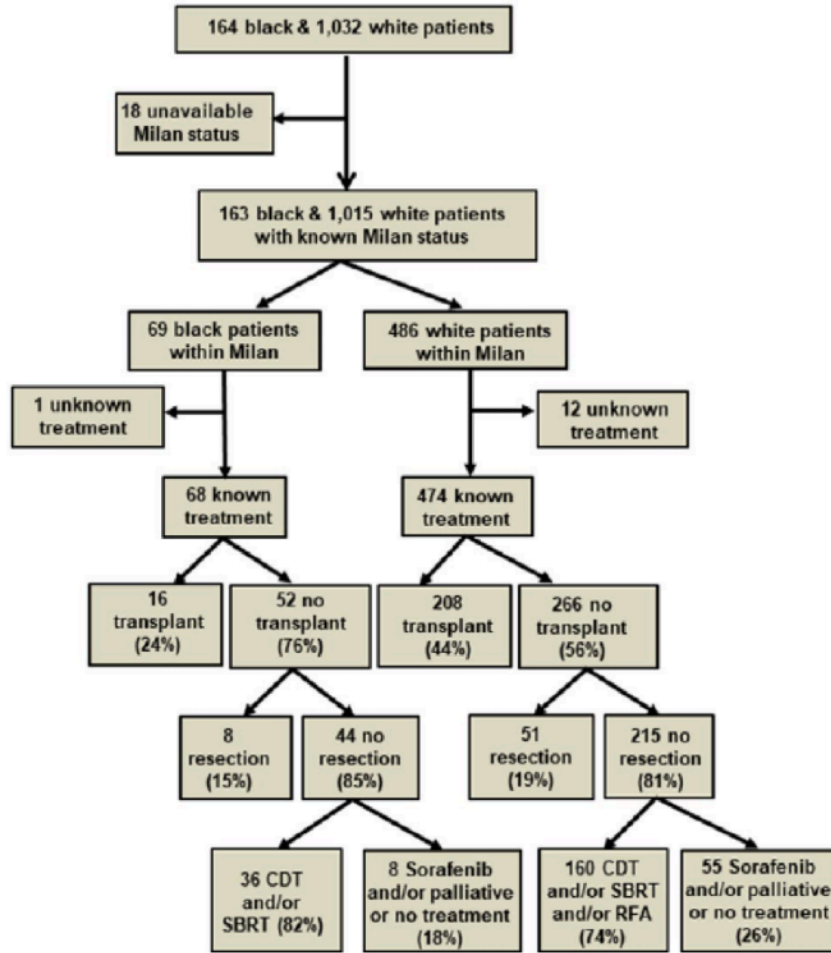 164 black & 1,032 white patients
18 unavailable
Milan status
163 black & 1,015 white patients
with known Milan status
69 black patients
within Milan
486 white patients
within Milan
1 unknown
treatment
12 unknown
treatment
68 known
treatment
474 known
treatment
16
transplant
(24%)
52 no
transplant
(76%)
208
transplant
(44%)
266 no
transplant
(56%)
8
resection
(15%)
44 no
resection
(85%)
51
resection
(19%)
215 no
resection
(81%)
36 CDT
and/or
SBRT (82%)
8 Sorafenib
and/or palliative
or no treatment
(18%)
160 CDT
and/or SBRT
and/or RFA
(74%)
55 Sorafenib
and/or palliative
or no treatment
(26%)